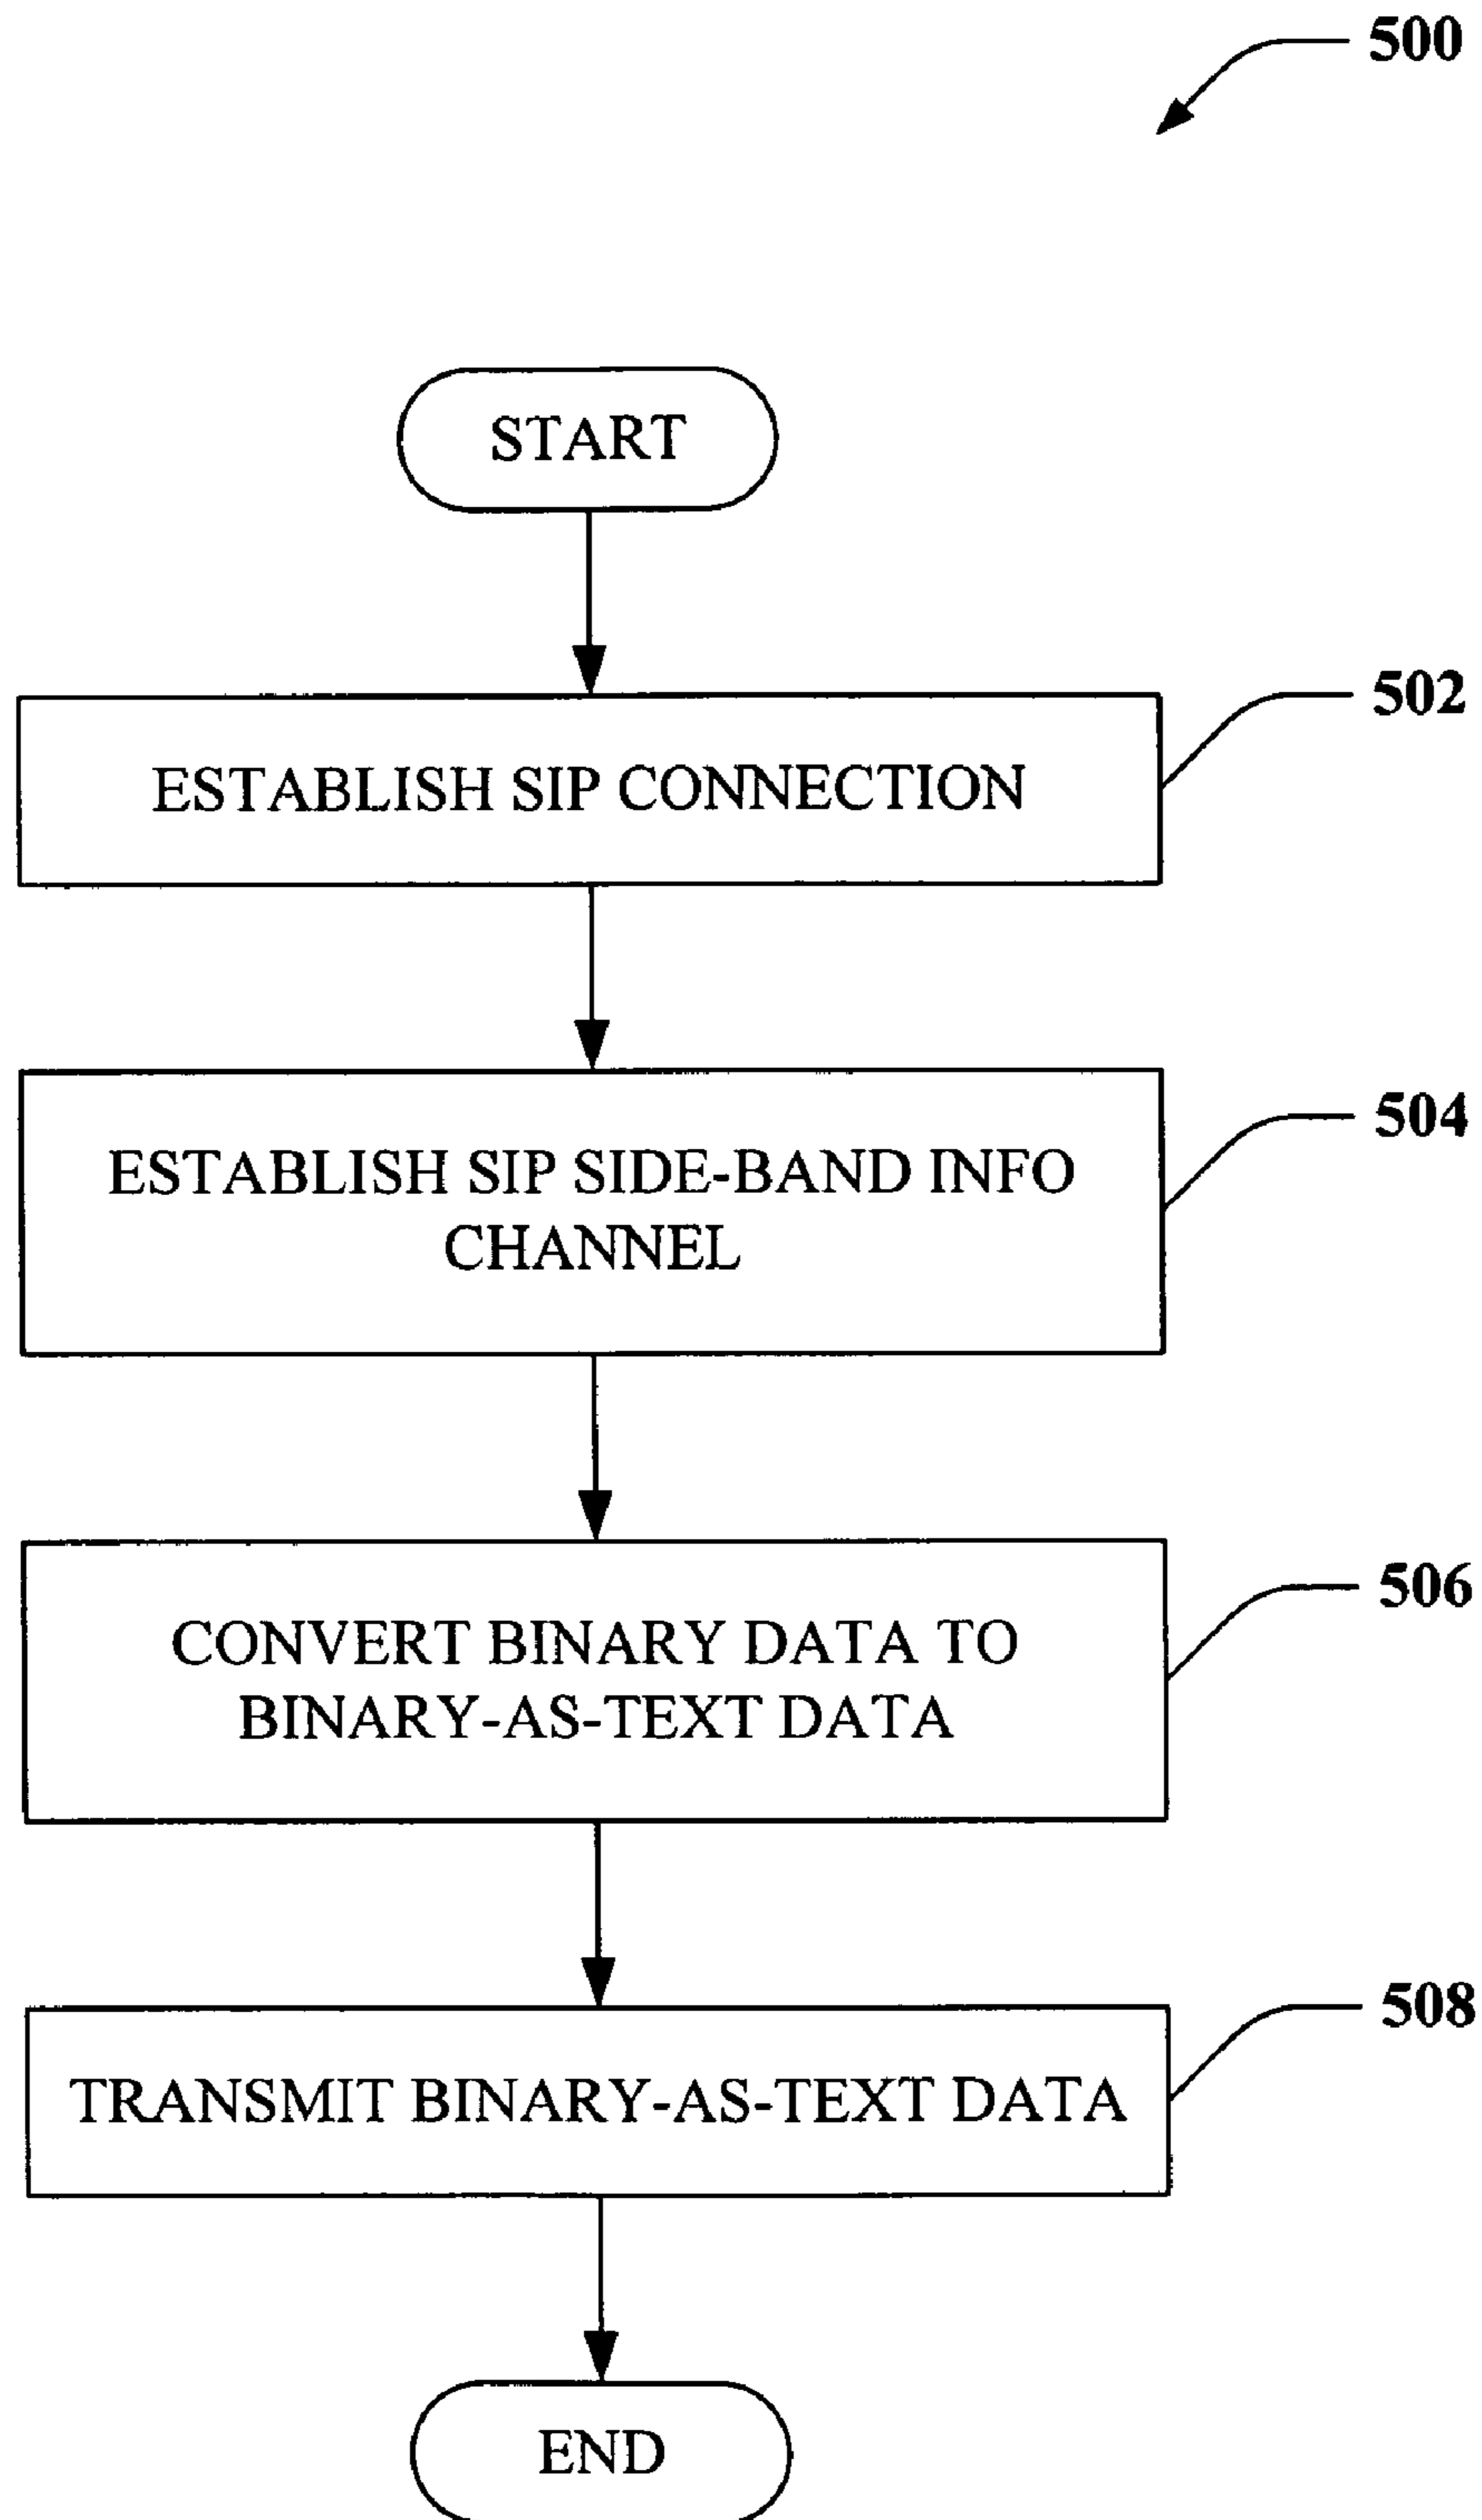 500
START
502
ESTABLISH SIP CONNECTION
504
ESTABLISH SIP SIDE-BAND INFO
CHANNEL
506
CONVERT BINARY DATA TO
BINARY-AS-TEXT DATA
508
TRANSMIT BINARY-AS-TEXT DATA
END